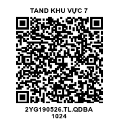 TAND KHU VỰC 7
2YG190526.TL.QDBA
1024